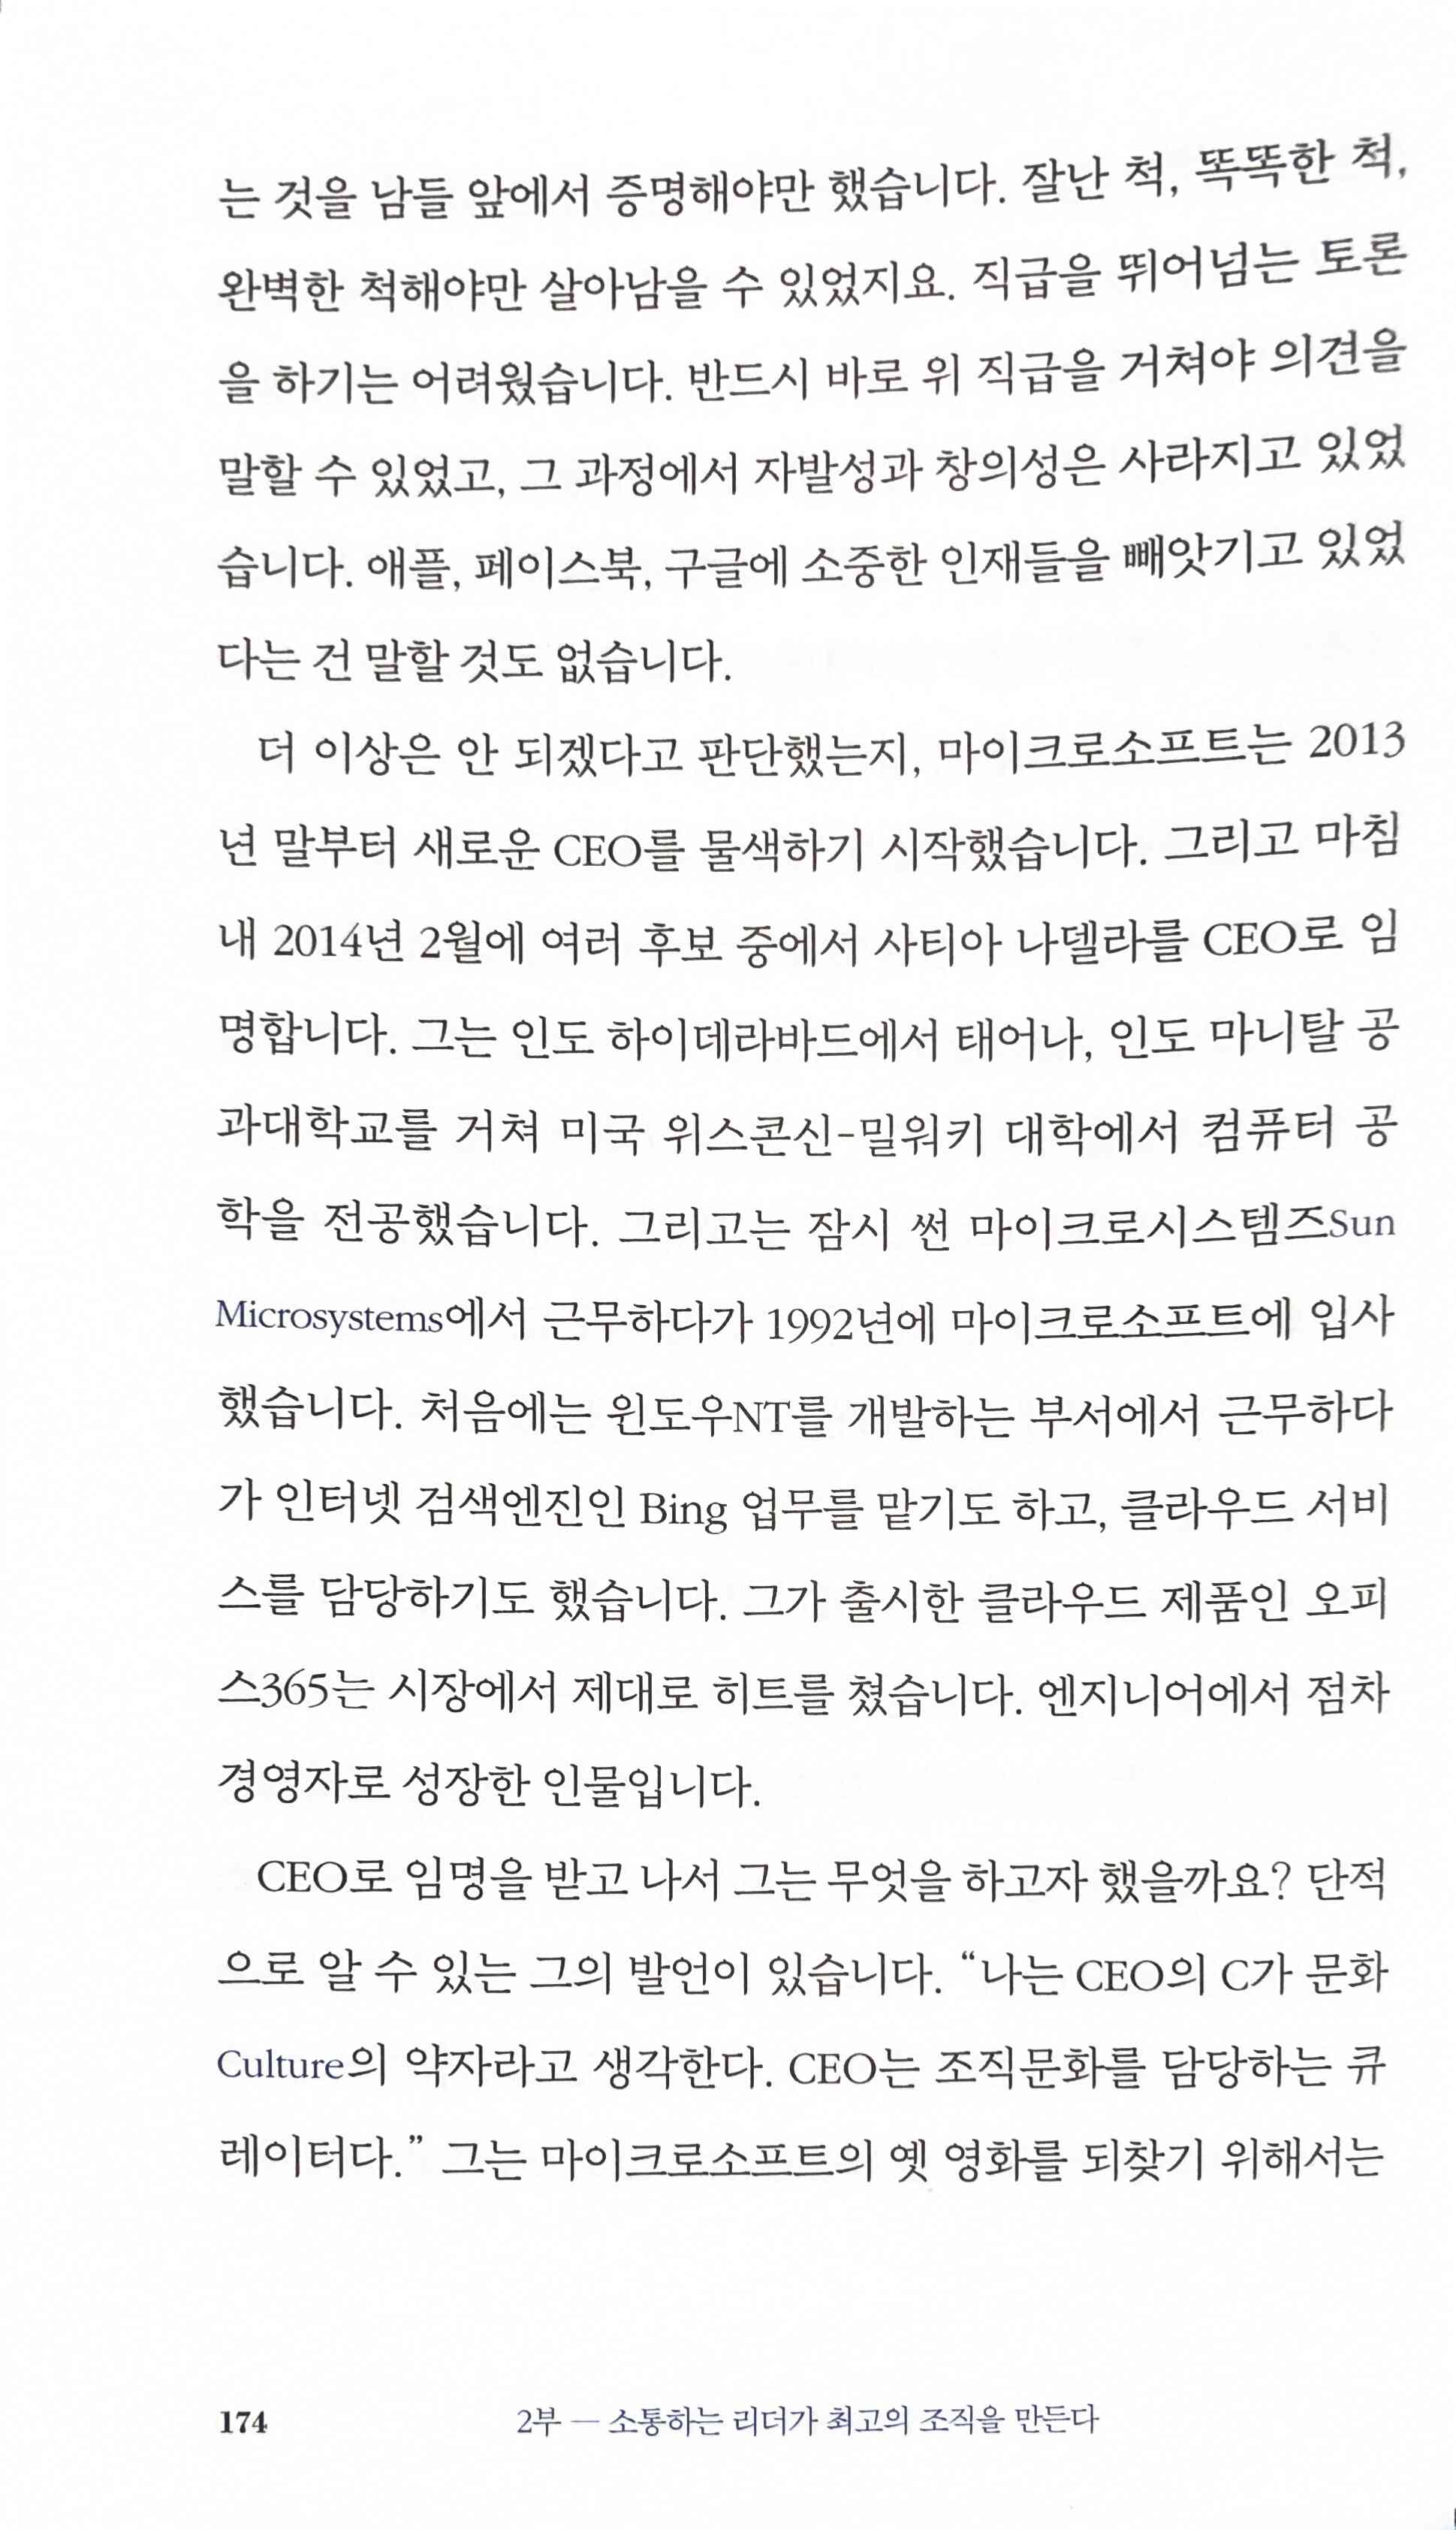 는 것을 남들 앞에서 증명해야만 했습니다. 잘난 척, 똑똑한 척,
완벽한 척해야만 살아남을 수 있었지요. 직급을 뛰어넘는 토론
을 하기는 어려웠습니다. 반드시 바로 위 직급을 거쳐야 의견을
말할 수 있었고, 그 과정에서 자발성과 창의성은 사라지고 있었
습니다. 애플, 페이스북, 구글에 소중한 인재들을 빼앗기고 있었
다는 건 말할 것도 없습니다.
더 이상은 안 되겠다고 판단했는지, 마이크로소프트는 2013
년 말부터 새로운 CEO를 물색하기 시작했습니다. 그리고 마침
내 2014년 2월에 여러 후보 중에서 사티아 나델라를 CEO로 임
명합니다. 그는 인도 하이데라바드에서 태어나, 인도 마니탈 공
과대학교를 거쳐 미국 위스콘신-밀워키 대학에서 컴퓨터 공
학을 전공했습니다. 그리고는 잠시 썬 마이크로시스템즈Sun
Microsystems에서 근무하다가 1992년에 마이크로소프트에 입사
했습니다. 처음에는 윈도우NT를 개발하는 부서에서 근무하다
가 인터넷 검색엔진인 Bing 업무를 맡기도 하고, 클라우드 서비
스를 담당하기도 했습니다. 그가 출시한 클라우드 제품인 오피
스365는 시장에서 제대로 히트를 쳤습니다. 엔지니어에서 점차
경영자로 성장한 인물입니다.
CEO로 임명을 받고 나서 그는 무엇을 하고자 했을까요? 단적
으로 알 수 있는 그의 발언이 있습니다. “나는 CEO의 C가 문화
Culture의 약자라고 생각한다. CEO는 조직문화를 담당하는 큐
레이터다.” 그는 마이크로소프트의 옛 영화를 되찾기 위해서는
174 2부 — 소통하는 리더가 최고의 조직을 만든다